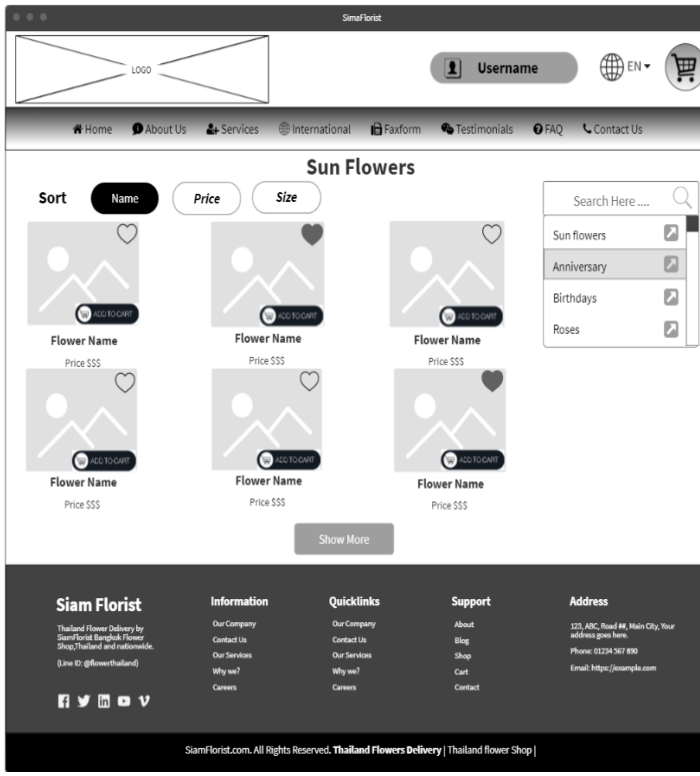 SimaFlorist
LOGO
Username
EN
Home About Us Services International Faxform Testimonials FAQ Contact Us
Sun Flowers
Sort Name Price Size
Search Here ....
Sun flowers
Anniversary
Birthdays
Roses
ADD TO CART ADD TO CART ADD TO CART
Flower Name Flower Name Flower Name
Price $$$ Price $$$ Price $$$
ADD TO CART ADD TO CART ADD TO CART
Flower Name Flower Name Flower Name
Price $$$ Price $$$ Price $$$
Show More
Siam Florist
Thailand Flower Delivery by
SiamFlorist Bangkok Flower
Shop,Thailand and nationwide.
(Line ID: @flowerthailand)
Information
Our Company
Contact Us
Our Services
Why we?
Careers
Quicklinks
Our Company
Contact Us
Our Services
Why we?
Careers
Support
About
Blog
Shop
Cart
Contact
Address
123, ABC, Road ##, Main City, Your
address goes here.
Phone: 01234 567 890
Email: https://example.com
SiamFlorist.com. All Rights Reserved. Thailand Flowers Delivery | Thailand flower Shop |